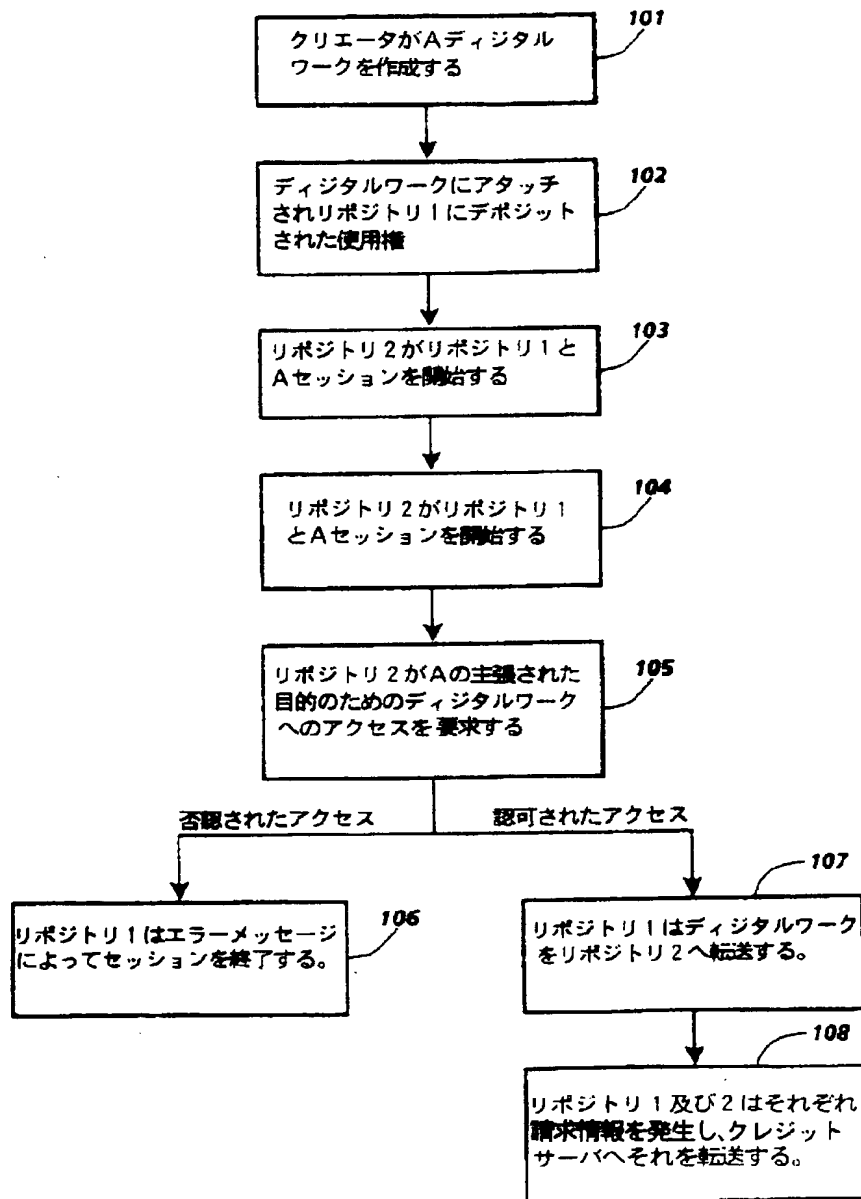 101
クリエータがAディジタル
ワークを作成する
102
ディジタルワークにアタッチ
されリポジトリ1にデポジット
された使用権
103
リポジトリ2がリポジトリ1と
Aセッションを開始する
104
リポジトリ2がリポジトリ1
とAセッションを開始する
105
リポジトリ2がAの主張された
目的のためのディジタルワーク
へのアクセスを要求する
否認されたアクセス
認可されたアクセス
106
リポジトリ1はエラーメッセージ
によってセッションを終了する。
107
リポジトリ1はディジタルワーク
をリポジトリ2へ転送する。
108
リポジトリ1及び2はそれぞれ
請求情報を発生し、クレジット
サーバへそれを転送する。